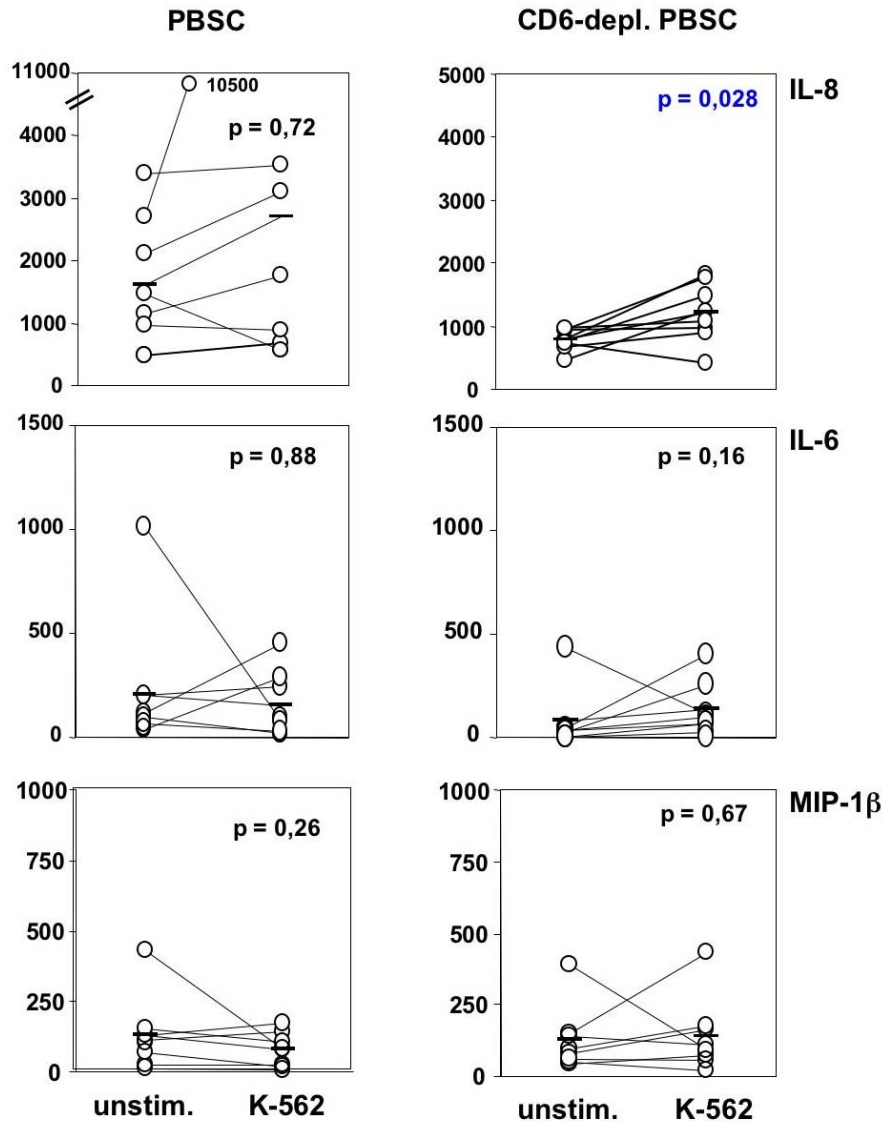 PBSC CD6-depl. PBSC
11000 10500 5000 IL-8
p = 0,72 p = 0,028
4000 4000
3000 3000
2000 2000
1000 1000
0 0
1500 1500 IL-6
p = 0,88 p = 0,16
1000 1000
500 500
0 0
1000 1000 MIP-1β
p = 0,26 p = 0,67
750 750
500 500
250 250
0 0
unstim. K-562 unstim. K-562